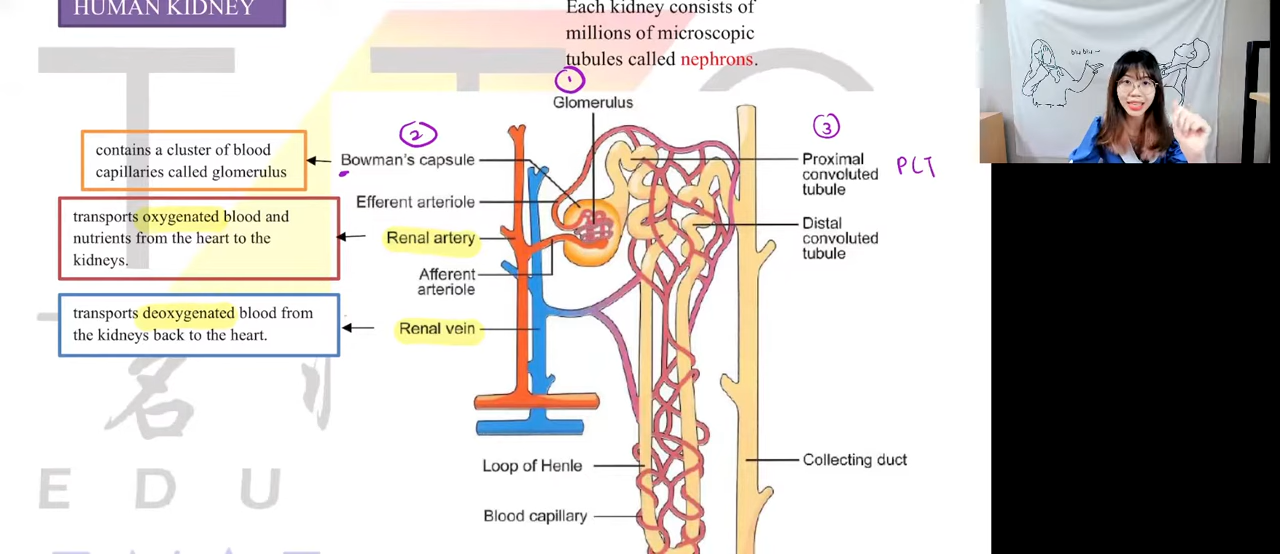 HUMAN KIDNEY
Each kidney consists of
millions of microscopic
tubules called nephrons.
1
Glomerulus
2
Bowman's capsule
contains a cluster of blood
capillaries called glomerulus
Efferent arteriole
transports oxygenated blood and
nutrients from the heart to the
kidneys.
Renal artery
Afferent
arteriole
transports deoxygenated blood from
the kidneys back to the heart.
Renal vein
3
Proximal
convoluted
tubule
PCT
Distal
convoluted
tubule
Loop of Henle
Collecting duct
Blood capillary
名
EDU